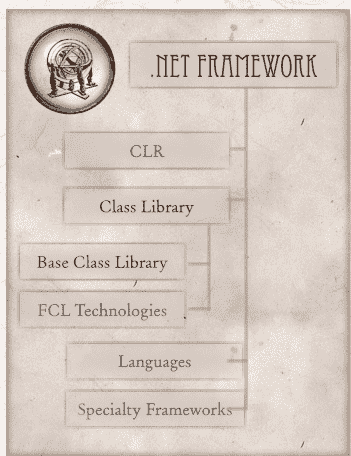 .NET FRAMEWORK
CLR
Class Library
Base Class Library
FCL Technologies
Languages
Specialty Frameworks